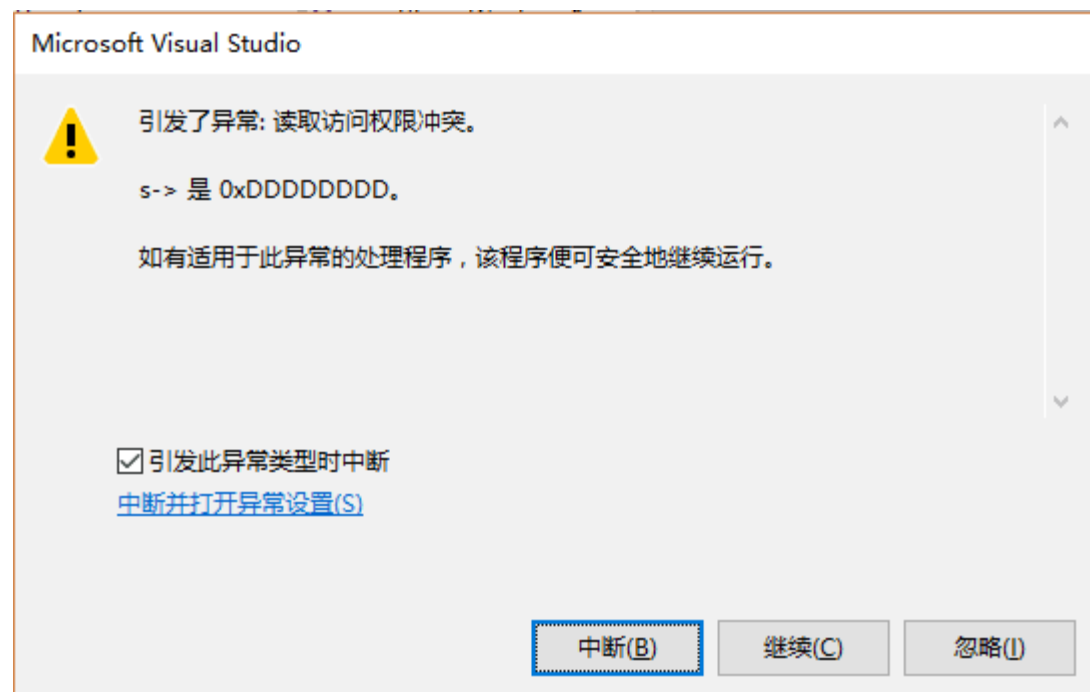 Microsoft Visual Studio
引发了异常: 读取访问权限冲突。
s-> 是 0xDDDDDDDD。
如有适用于此异常的处理程序，该程序便可安全地继续运行。
引发此异常类型时中断
中断并打开异常设置(S)
中断(B)
继续(C)
忽略(I)